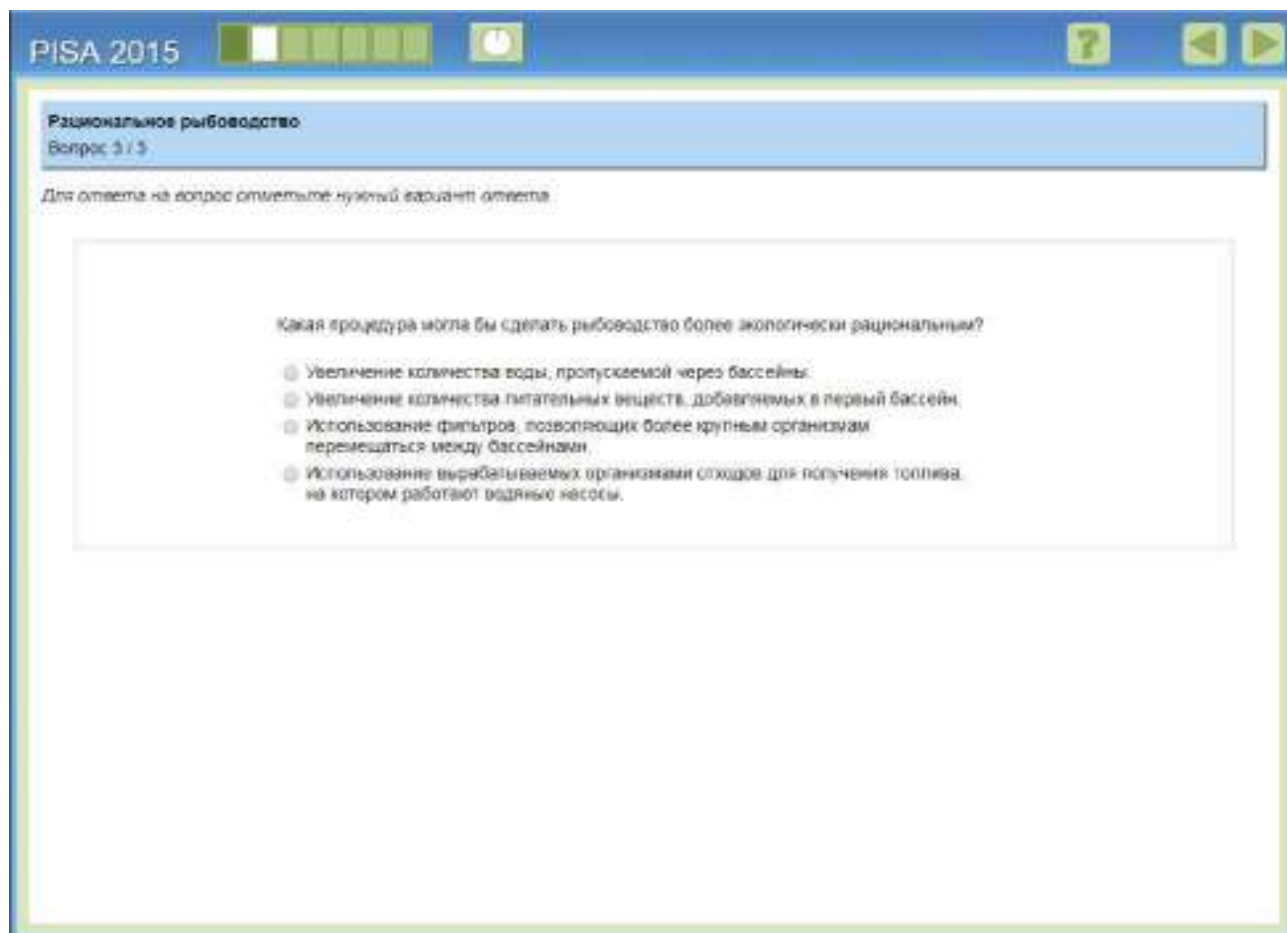 PISA 2015
?
Рациональное рыбоводство
Вопрос 3 / 3
Для ответа на вопрос отметьте нужный вариант ответа.
Какая процедура могла бы сделать рыбоводство более экологически рациональным?
Увеличение количества воды, пропускаемой через бассейны.
Увеличение количества питательных веществ, добавляемых в первый бассейн.
Использование фильтров, позволяющих более крупным организмам
перемещаться между бассейнами.
Использование вырабатываемых организмами отходов для получения топлива,
на котором работают водяные насосы.